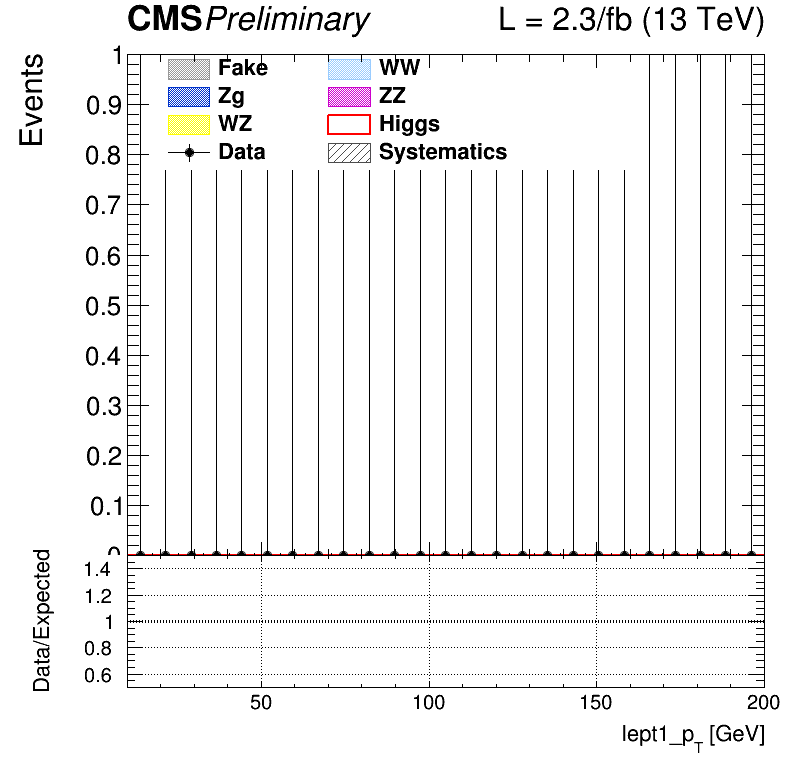 CMS Preliminary L = 2.3/fb (13 TeV)
Events
1
0.9
0.8
0.7
0.6
0.5
0.4
0.3
0.2
0.1
0
Fake WW
Zg ZZ
WZ Higgs
Data Systematics
Data/Expected
1.4
1.2
1
0.8
0.6
50 100 150 200
lept1_pT [GeV]